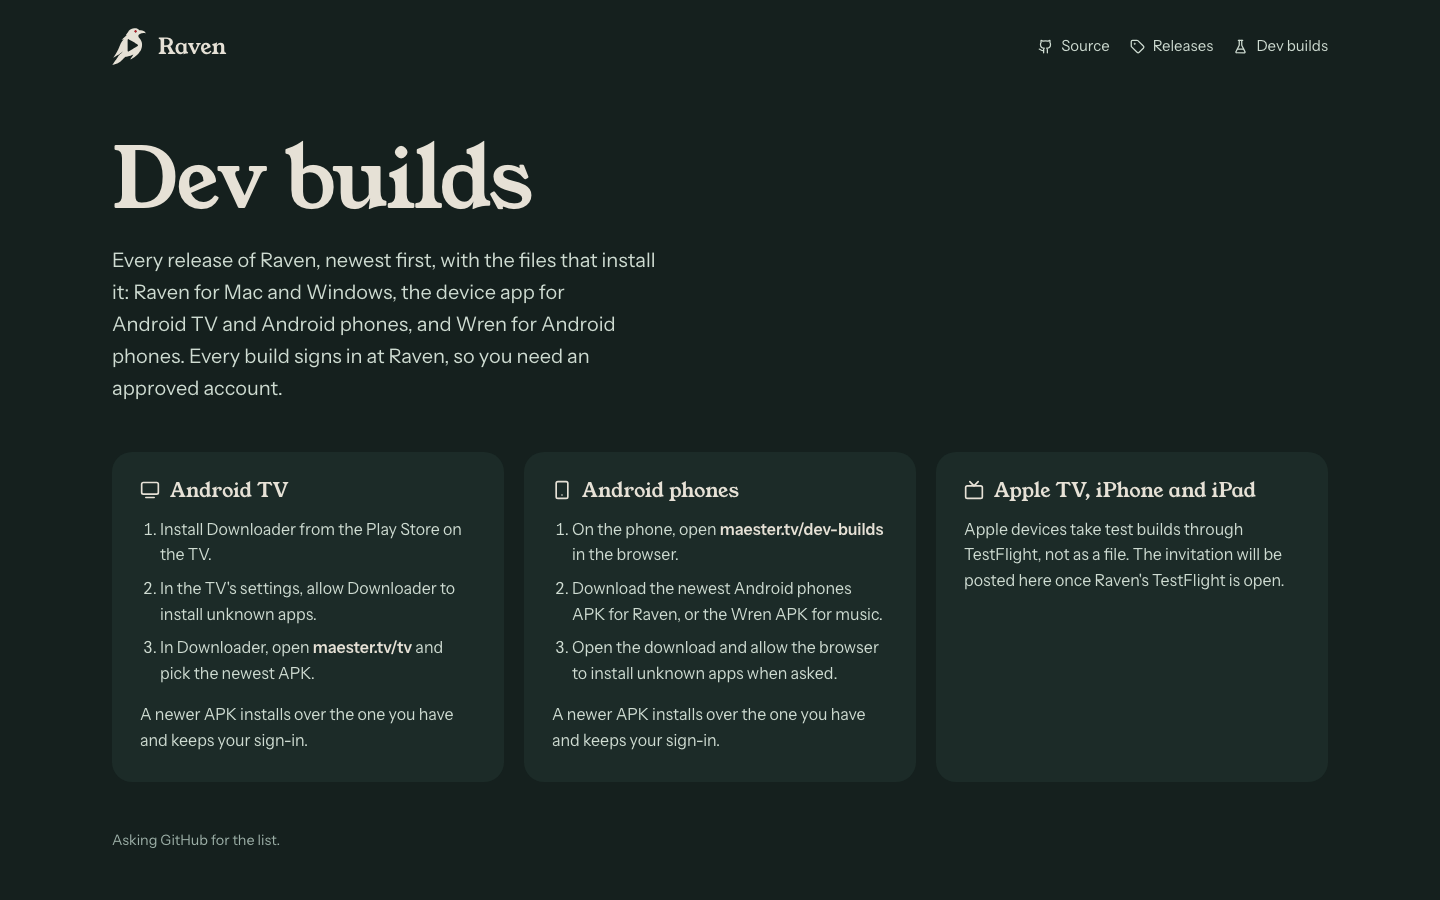 Raven
Source
Releases
Dev builds
Dev builds
Every release of Raven, newest first, with the files that install
it: Raven for Mac and Windows, the device app for
Android TV and Android phones, and Wren for Android
phones. Every build signs in at Raven, so you need an
approved account.
Android TV
1. Install Downloader from the Play Store on
the TV.
2. In the TV's settings, allow Downloader to
install unknown apps.
3. In Downloader, open maester.tv/tv and
pick the newest APK.
A newer APK installs over the one you have
and keeps your sign-in.
Android phones
1. On the phone, open maester.tv/dev-builds
in the browser.
2. Download the newest Android phones
APK for Raven, or the Wren APK for music.
3. Open the download and allow the browser
to install unknown apps when asked.
A newer APK installs over the one you have
and keeps your sign-in.
Apple TV, iPhone and iPad
Apple devices take test builds through
TestFlight, not as a file. The invitation will be
posted here once Raven's TestFlight is open.
Asking GitHub for the list.